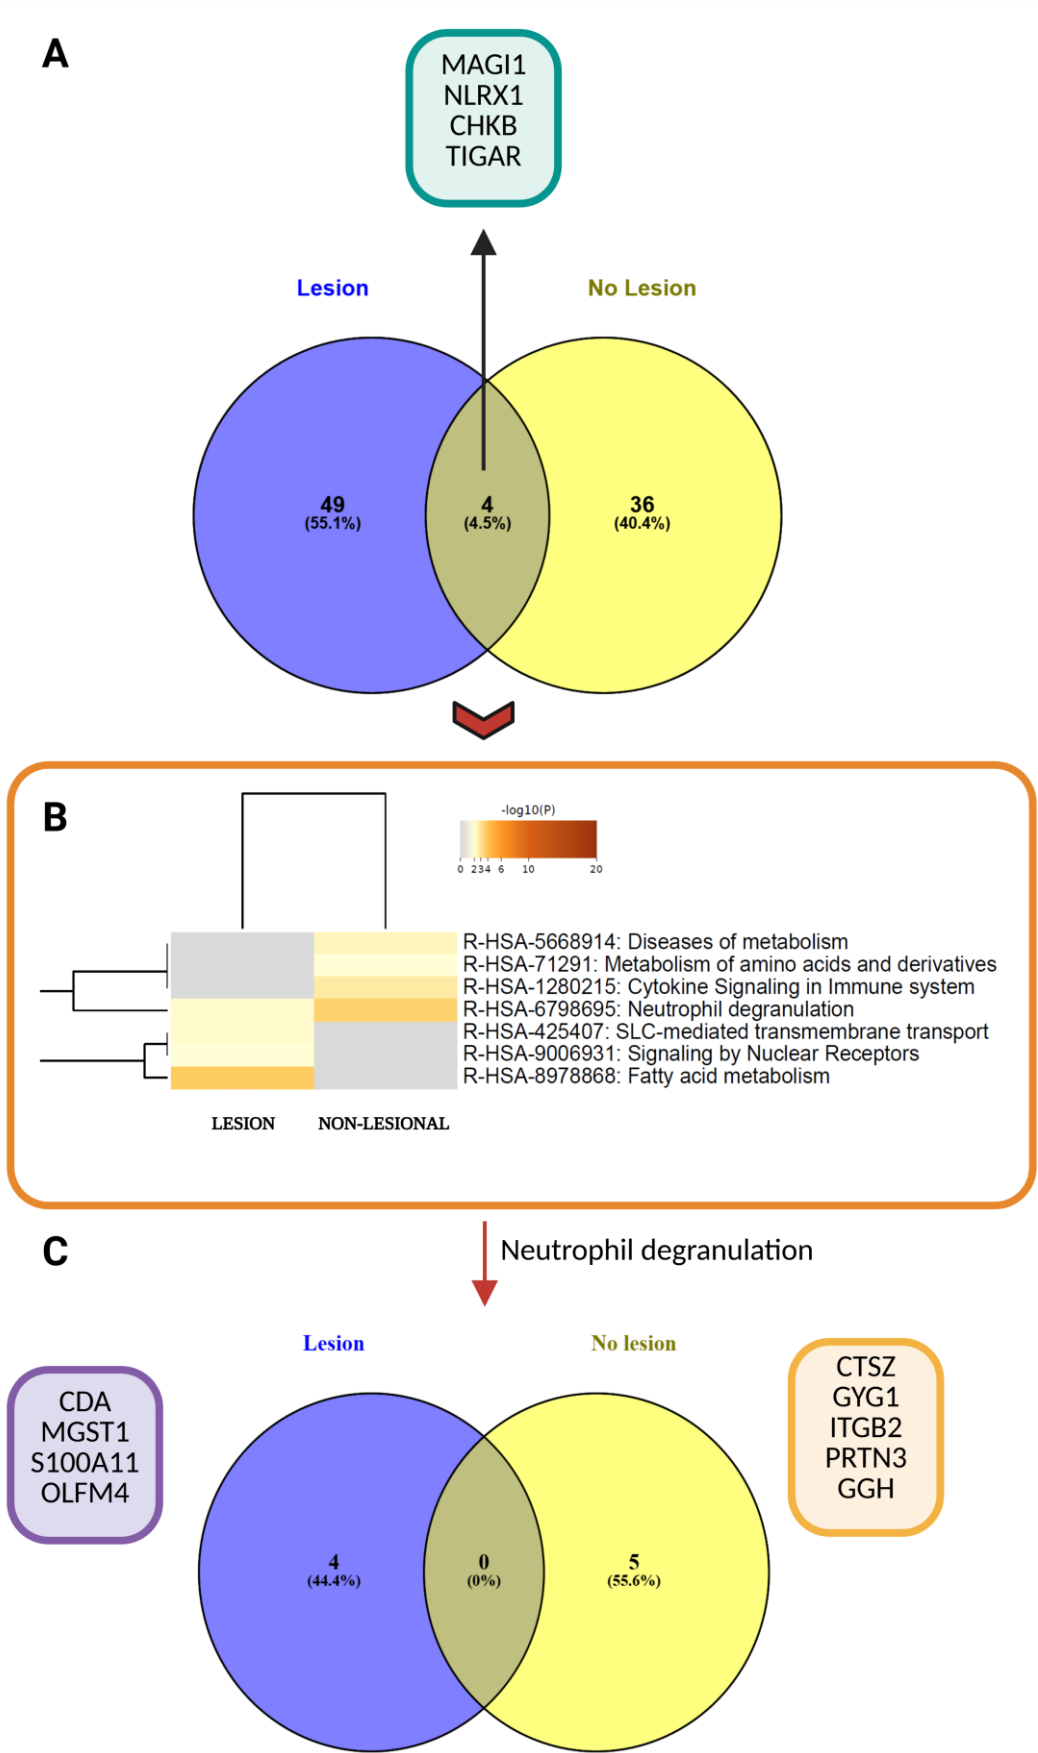 A
MAGI1
NLRX1
CHKB
TIGAR
Lesion
No Lesion
49
(55.1%)
4
(4.5%)
36
(40.4%)
B
-log10(P)
0 2 3 4 6 10 20
R-HSA-5668914: Diseases of metabolism
R-HSA-71291: Metabolism of amino acids and derivatives
R-HSA-1280215: Cytokine Signaling in Immune system
R-HSA-6798695: Neutrophil degranulation
R-HSA-425407: SLC-mediated transmembrane transport
R-HSA-9006931: Signaling by Nuclear Receptors
R-HSA-8978868: Fatty acid metabolism
LESION NON-LESIONAL
C
Neutrophil degranulation
Lesion
No lesion
CDA
MGST1
S100A11
OLFM4
CTSZ
GYG1
ITGB2
PRTN3
GGH
4
(44.4%)
0
(0%)
5
(55.6%)